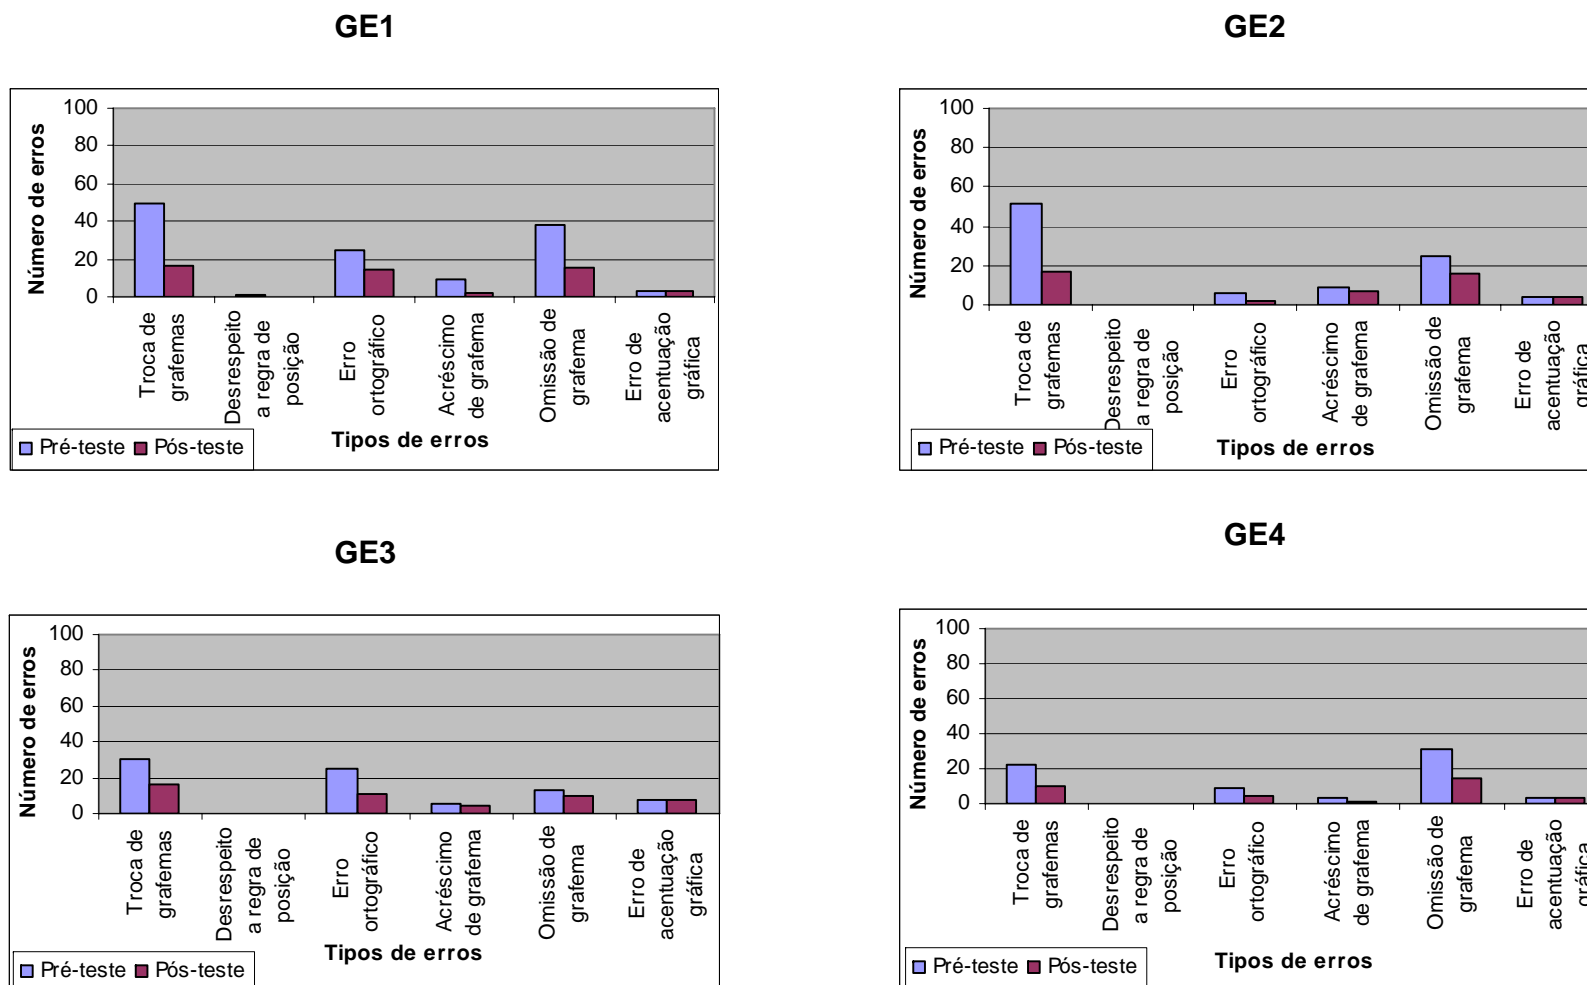 GE1
100
80
60
40
20
0
Número de erros
Troca de
grafemas
Desrespeito
a regra de
posição
Erro
ortográfico
Acréscimo
de grafema
Omissão de
grafema
Erro de
acentuação
gráfica
Tipos de erros
Pré-teste Pós-teste
GE2
100
80
60
40
20
0
Número de erros
Troca de
grafemas
Desrespeito
a regra de
posição
Erro
ortográfico
Acréscimo
de grafema
Omissão de
grafema
Erro de
acentuação
gráfica
Tipos de erros
Pré-teste Pós-teste
GE3
100
80
60
40
20
0
Número de erros
Troca de
grafemas
Desrespeito
a regra de
posição
Erro
ortográfico
Acréscimo
de grafema
Omissão de
grafema
Erro de
acentuação
gráfica
Tipos de erros
Pré-teste Pós-teste
GE4
100
80
60
40
20
0
Número de erros
Troca de
grafemas
Desrespeito
a regra de
posição
Erro
ortográfico
Acréscimo
de grafema
Omissão de
grafema
Erro de
acentuação
gráfica
Tipos de erros
Pré-teste Pós-teste